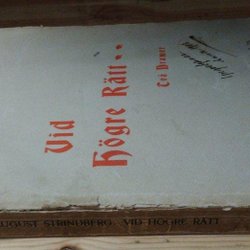 Vid
Högre Rätt..
Två Dramer
AUGUST STRINDBERG, VID HÖGRE RÄTT